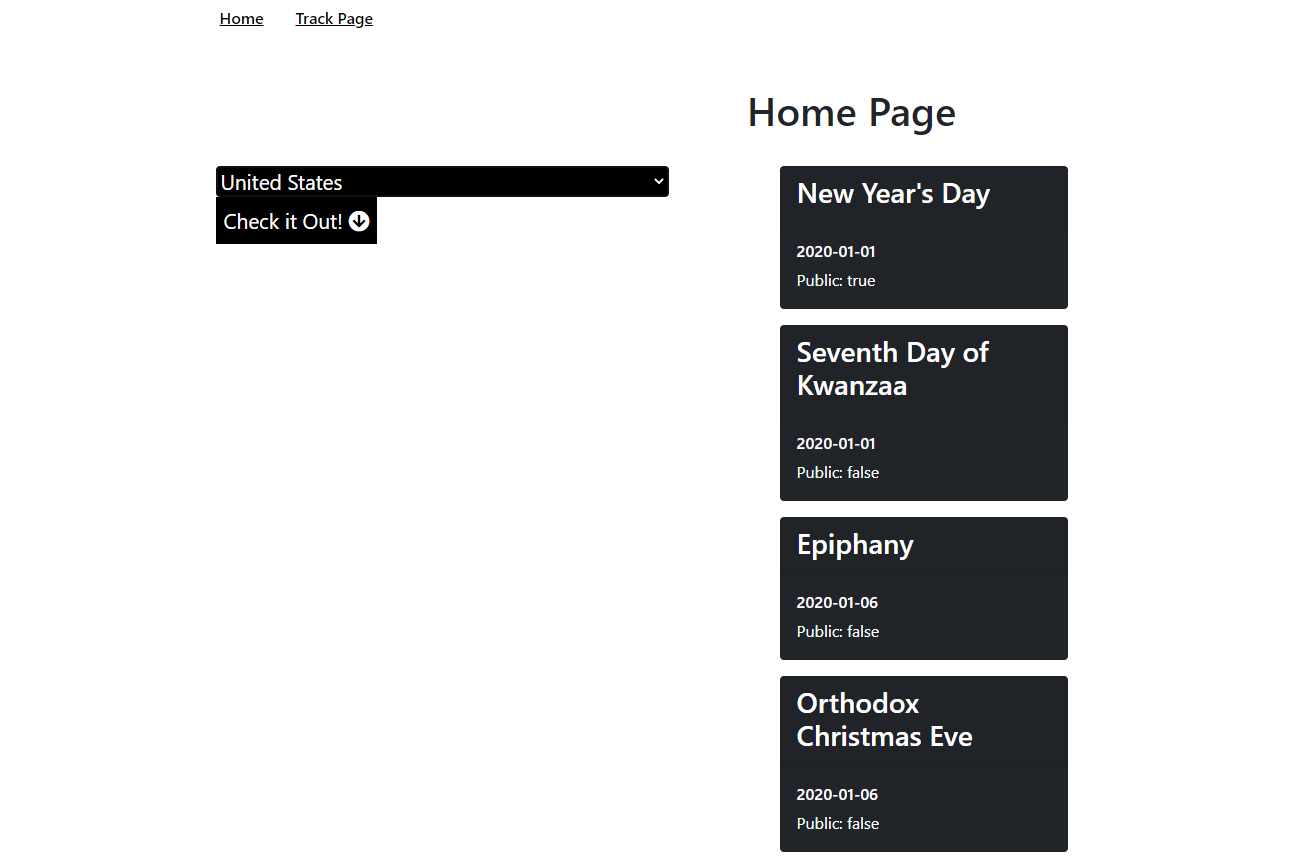 Home
Track Page
Home Page
United States
Check it Out!
New Year's Day
2020-01-01
Public: true
Seventh Day of
Kwanzaa
2020-01-01
Public: false
Epiphany
2020-01-06
Public: false
Orthodox
Christmas Eve
2020-01-06
Public: false